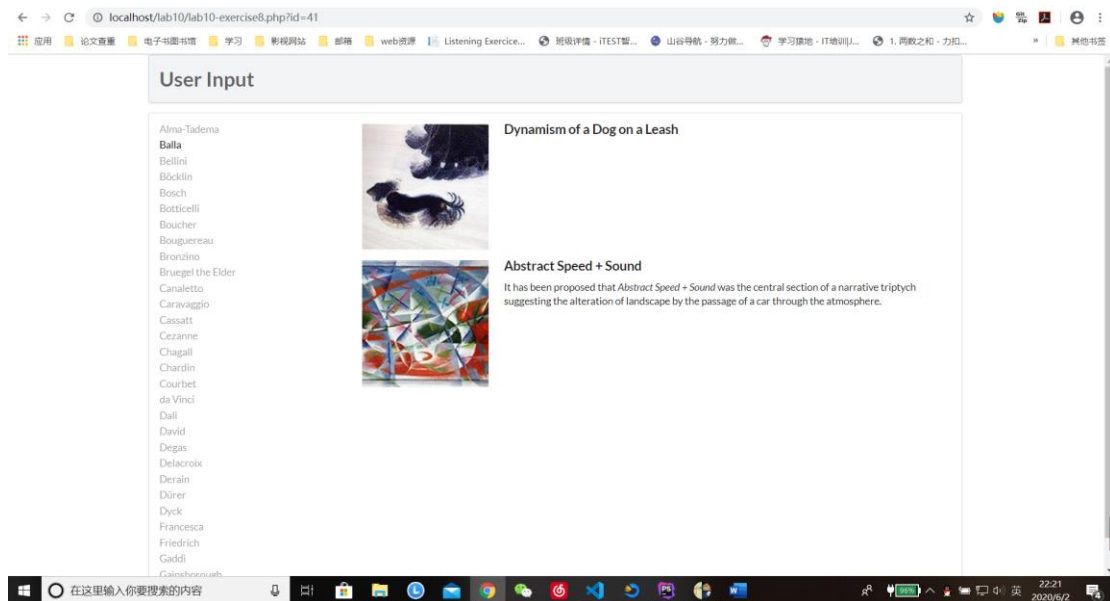 localhost/lab10/lab10-exercise8.php?id=41
应用 论文查重 电子书图书馆 学习 影视网站 邮箱 web资源 Listening Exercice... 班级详情 - iTEST智... 山谷导航 - 努力做... 学习猿地 - IT培训|J... 1. 两数之和 - 力扣... » 其他书签
User Input
Alma-Tadema
Balla
Bellini
Böcklin
Bosch
Botticelli
Boucher
Bouguereau
Bronzino
Bruegel the Elder
Canaletto
Caravaggio
Cassatt
Cezanne
Chagall
Chardin
Courbet
da Vinci
Dali
David
Degas
Delacroix
Derain
Dürer
Dyck
Francesca
Friedrich
Gaddi
Gainsborough
Dynamism of a Dog on a Leash
Abstract Speed + Sound
It has been proposed that Abstract Speed + Sound was the central section of a narrative triptych
suggesting the alteration of landscape by the passage of a car through the atmosphere.
在这里输入你要搜索的内容
98%
英
22:21
2020/6/2